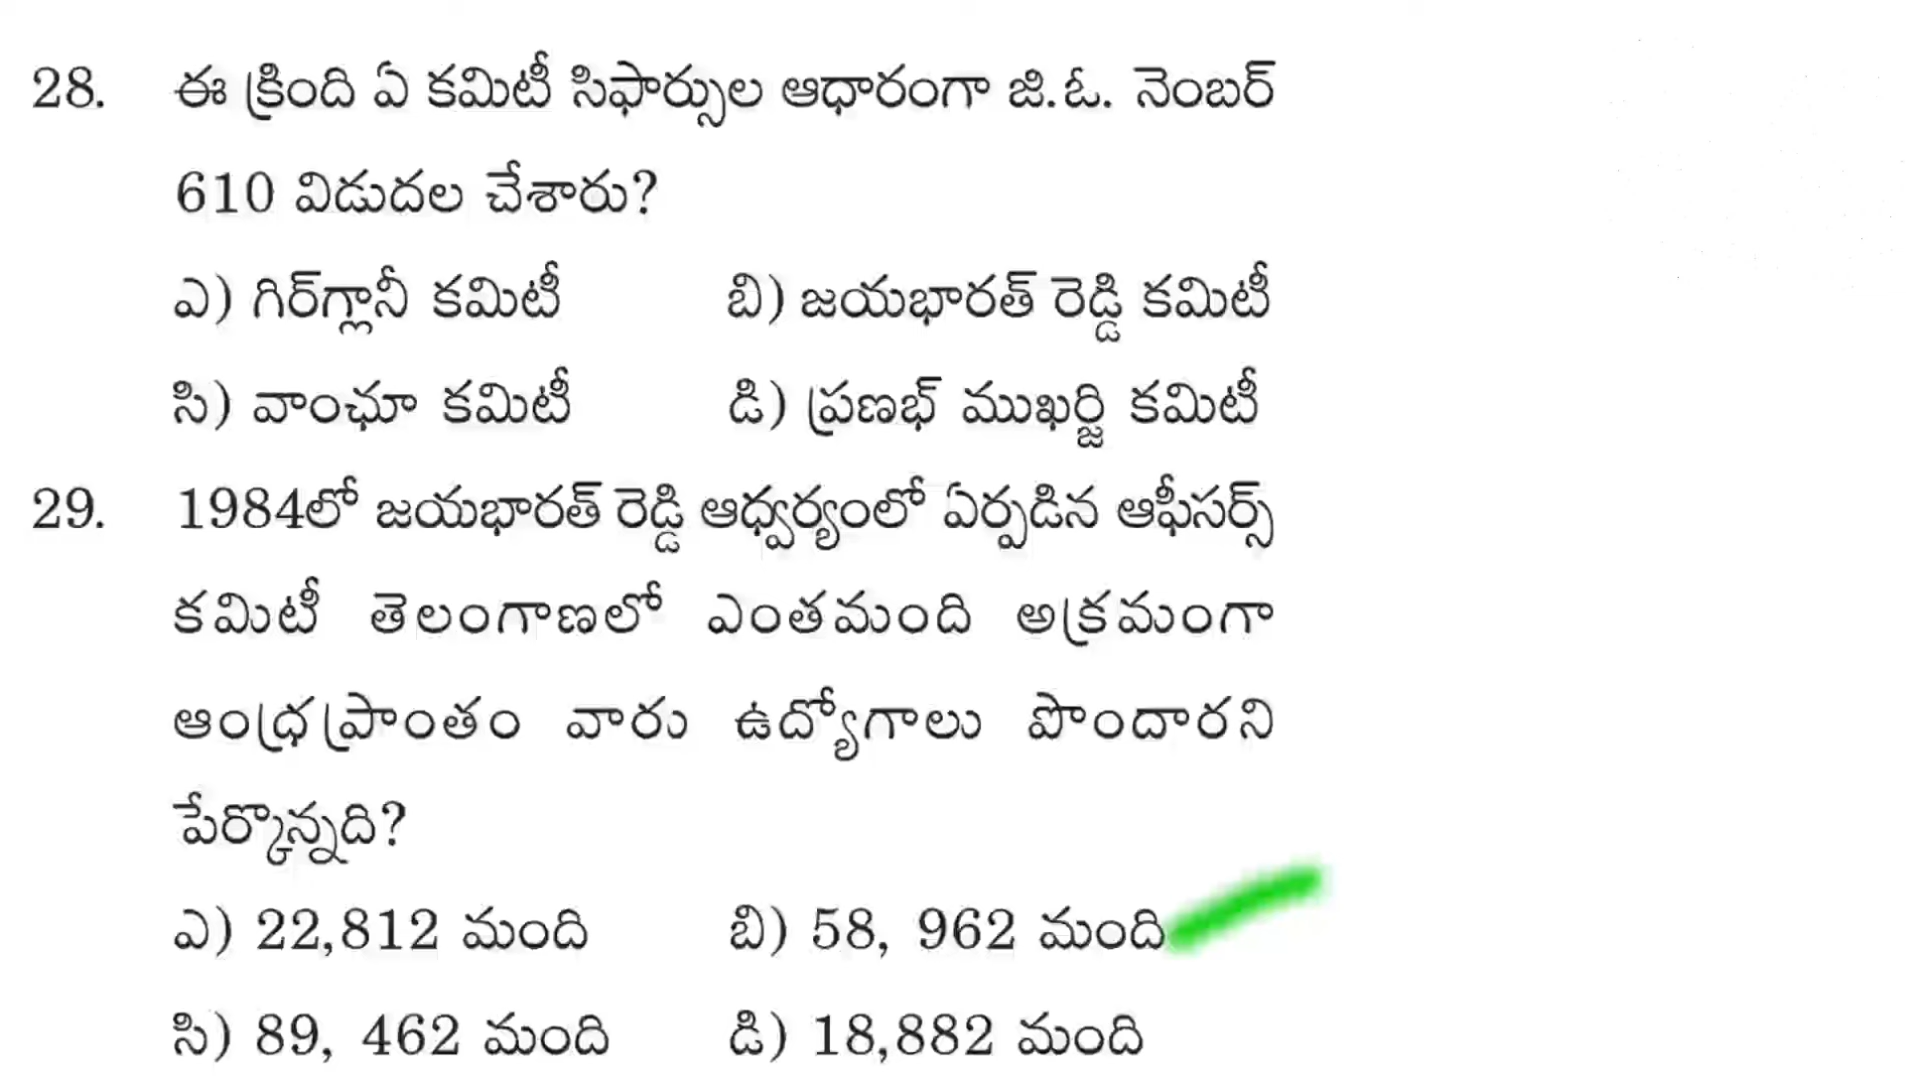 28. ఈ క్రింది ఏ కమిటీ సిఫార్సుల ఆధారంగా జి.ఓ. నెంబర్
610 విడుదల చేశారు?
ఎ) గిర్‌గ్లానీ కమిటీ బి) జయభారత్ రెడ్డి కమిటీ
సి) వాంఛూ కమిటీ డి) ప్రణభ్ ముఖర్జి కమిటీ
29. 1984లో జయభారత్ రెడ్డి ఆధ్వర్యంలో ఏర్పడిన ఆఫీసర్స్
కమిటీ తెలంగాణలో ఎంతమంది అక్రమంగా
ఆంధ్రప్రాంతం వారు ఉద్యోగాలు పొందారని
పేర్కొన్నది?
ఎ) 22,812 మంది బి) 58, 962 మంది
సి) 89, 462 మంది డి) 18,882 మంది